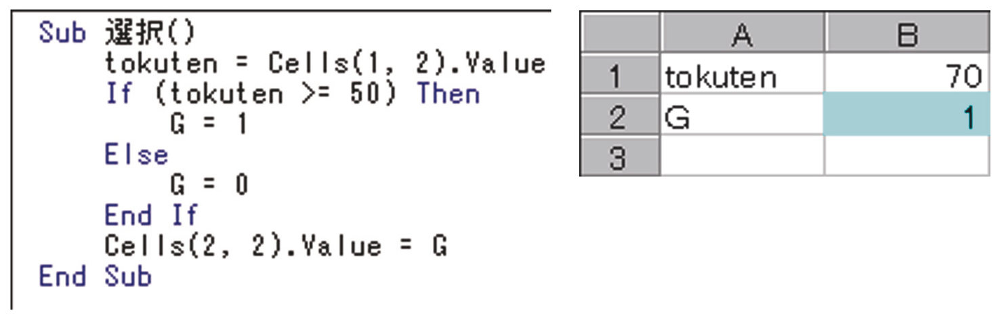 Sub 選択()
    tokuten = Cells(1, 2).Value
    If (tokuten >= 50) Then
        G = 1
    Else
        G = 0
    End If
    Cells(2, 2).Value = G
End Sub
A B
1 tokuten 70
2 G 1
3